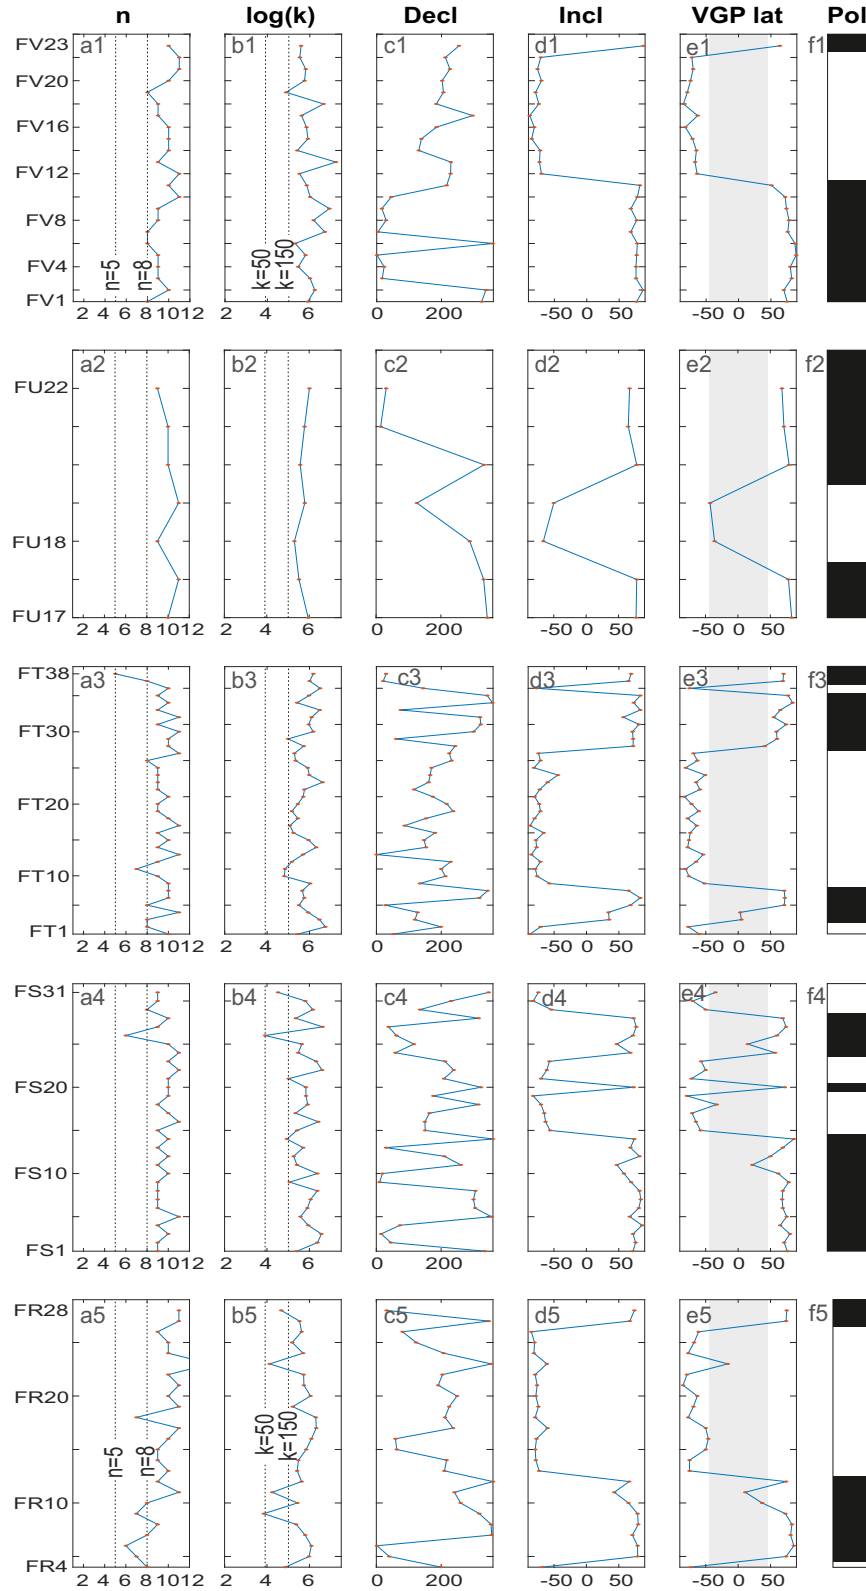 n log(k) Decl Incl VGP lat Pol
a1 b1 c1 d1 e1 f1
FV23
FV20
FV16
FV12
FV8
FV4
FV1
n=5 n=8 k=50 k=150
2 4 6 8 10 12 2 4 6 0 200 -50 0 50 -50 0 50
a2 b2 c2 d2 e2 f2
FU22
FU18
FU17
2 4 6 8 10 12 2 4 6 0 200 -50 0 50 -50 0 50
a3 b3 c3 d3 e3 f3
FT38
FT30
FT20
FT10
FT1
2 4 6 8 10 12 2 4 6 0 200 -50 0 50 -50 0 50
a4 b4 c4 d4 e4 f4
FS31
FS20
FS10
FS1
2 4 6 8 10 12 2 4 6 0 200 -50 0 50 -50 0 50
a5 b5 c5 d5 e5 f5
FR28
FR20
FR10
FR4
n=5 n=8 k=50 k=150
2 4 6 8 10 12 2 4 6 0 200 -50 0 50 -50 0 50